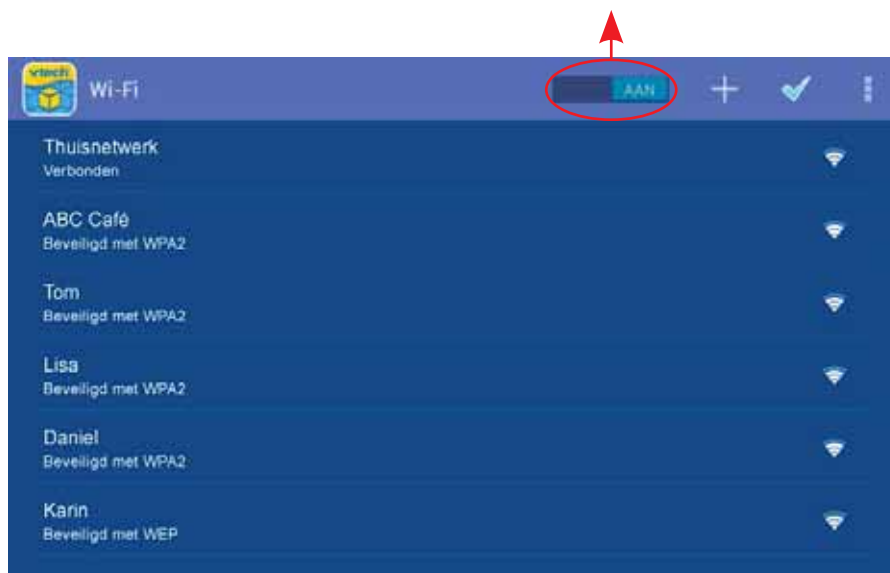 vtech
Wi-Fi
AAN
Thuisnetwerk
Verbonden
ABC Café
Beveiligd met WPA2
Tom
Beveiligd met WPA2
Lisa
Beveiligd met WPA2
Daniel
Beveiligd met WPA2
Karin
Beveiligd met WEP